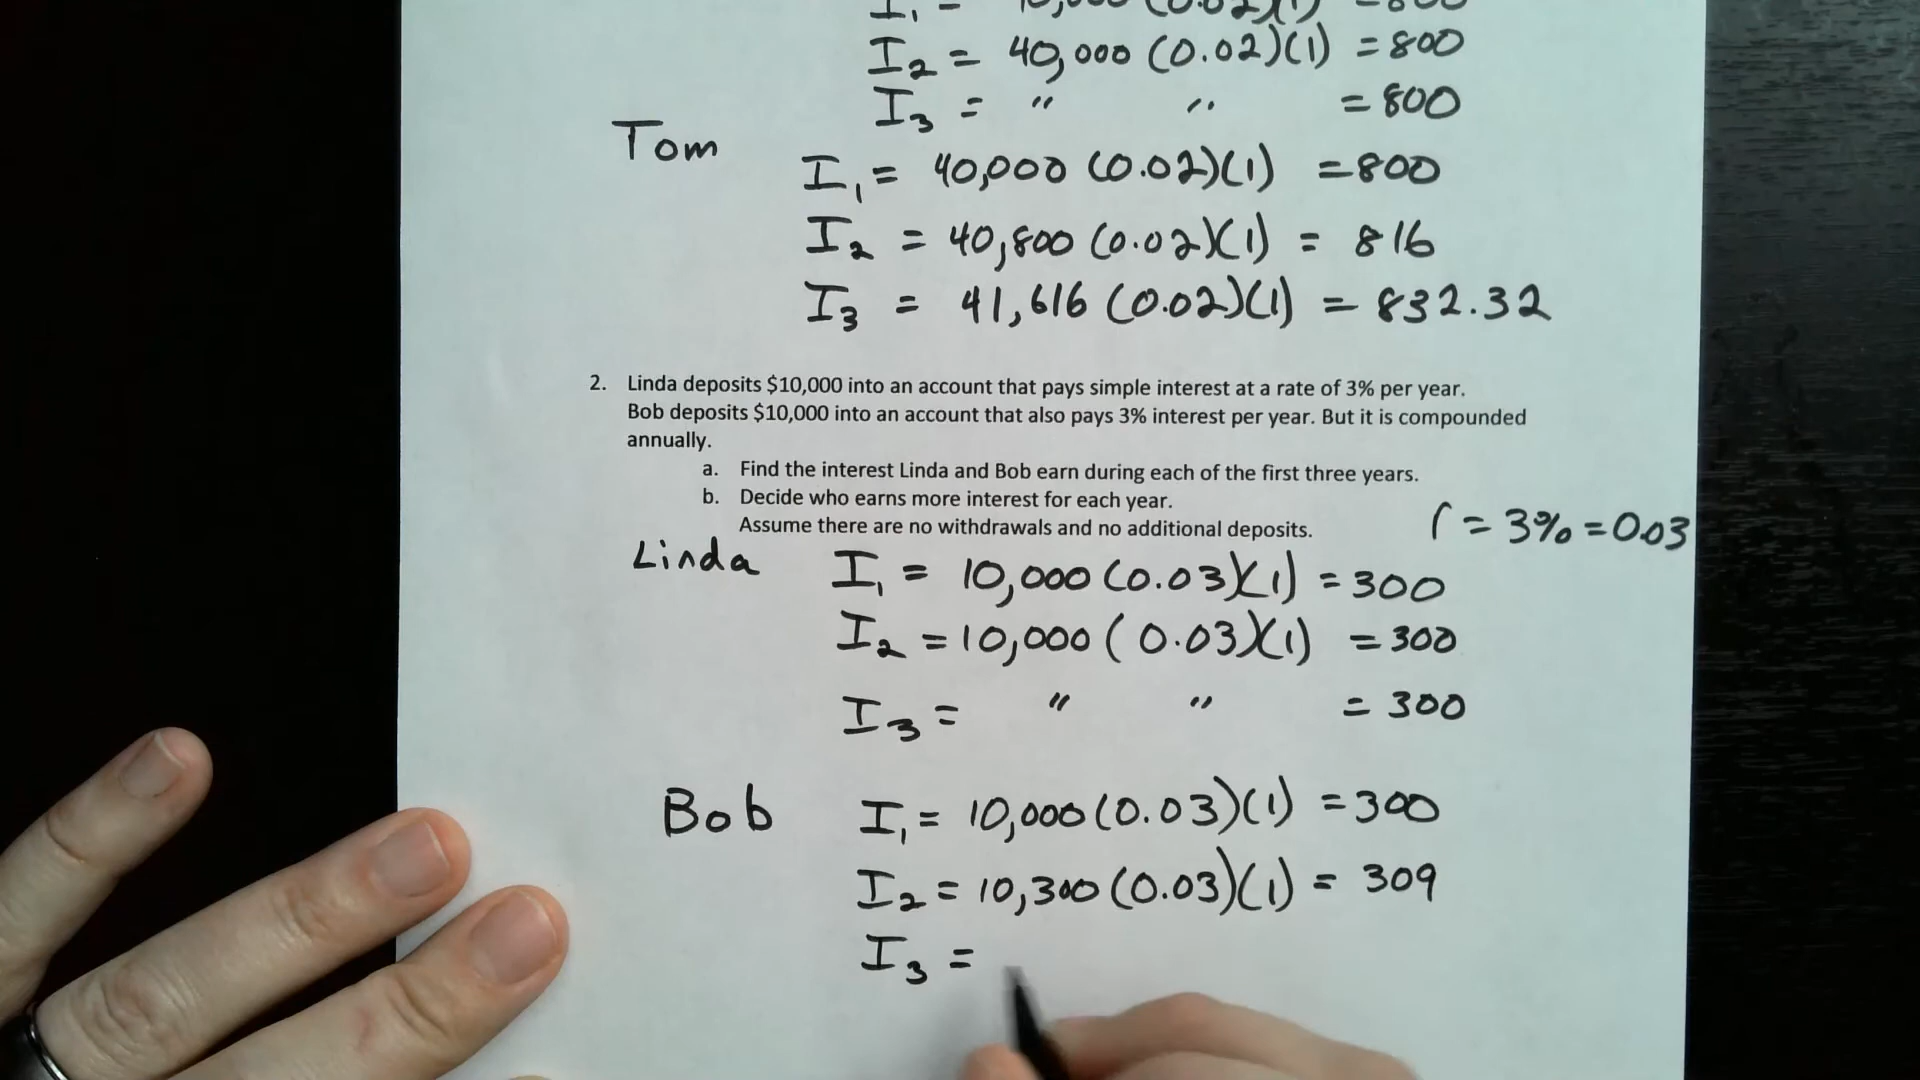 I₁ = (0.02)(1) = 800
I₂ = 40,000 (0.02)(1) = 800
I₃ = " " = 800
Tom
I₁ = 40,000 (0.02)(1) = 800
I₂ = 40,800 (0.02)(1) = 816
I₃ = 41,616 (0.02)(1) = 832.32
2. Linda deposits $10,000 into an account that pays simple interest at a rate of 3% per year.
Bob deposits $10,000 into an account that also pays 3% interest per year. But it is compounded
annually.
a. Find the interest Linda and Bob earn during each of the first three years.
b. Decide who earns more interest for each year.
Assume there are no withdrawals and no additional deposits.
r = 3% = 0.03
Linda I₁ = 10,000 (0.03)(1) = 300
I₂ = 10,000 (0.03)(1) = 300
I₃ = " " = 300
Bob I₁ = 10,000 (0.03)(1) = 300
I₂ = 10,300 (0.03)(1) = 309
I₃ =